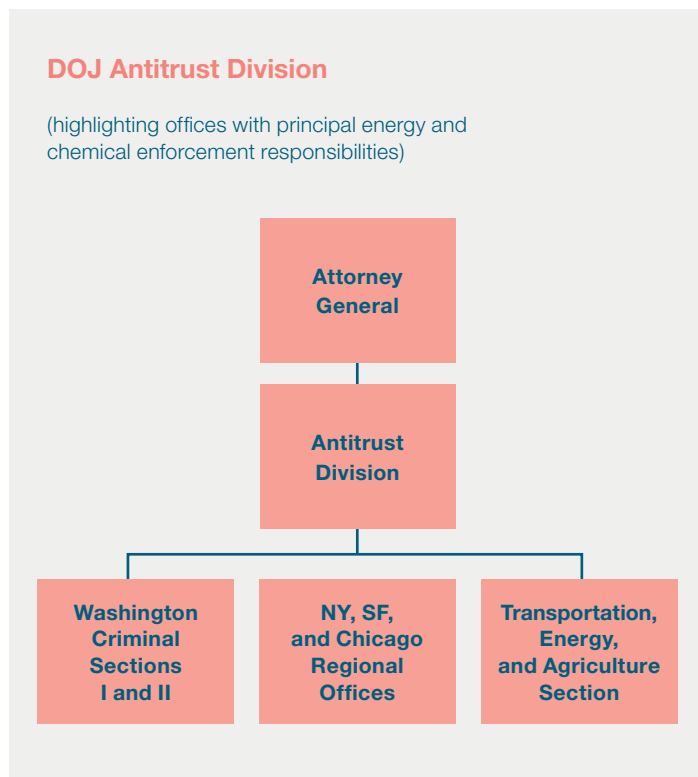 DOJ Antitrust Division
(highlighting offices with principal energy and
chemical enforcement responsibilities)
Attorney
General
Antitrust
Division
Washington
Criminal
Sections
I and II
NY, SF,
and Chicago
Regional
Offices
Transportation,
Energy,
and Agriculture
Section